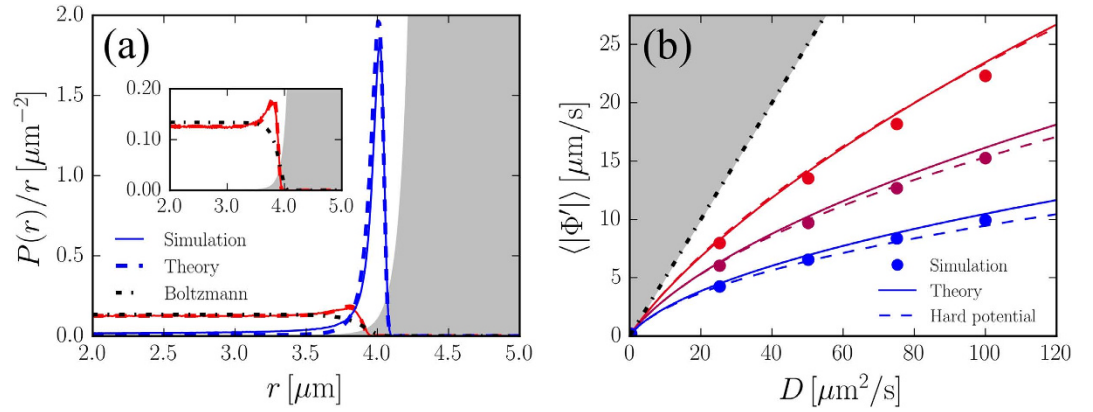 (a)
P(r)/r [μm⁻²]
2.0
1.5
1.0
0.5
0.0
0.20
0.10
0.00
2.0 3.0 4.0 5.0
Simulation
Theory
Boltzmann
2.0 2.5 3.0 3.5 4.0 4.5 5.0
r [μm]
(b)
⟨|Φ′|⟩ [μm/s]
25
20
15
10
5
0
Simulation
Theory
Hard potential
0 20 40 60 80 100 120
D [μm²/s]